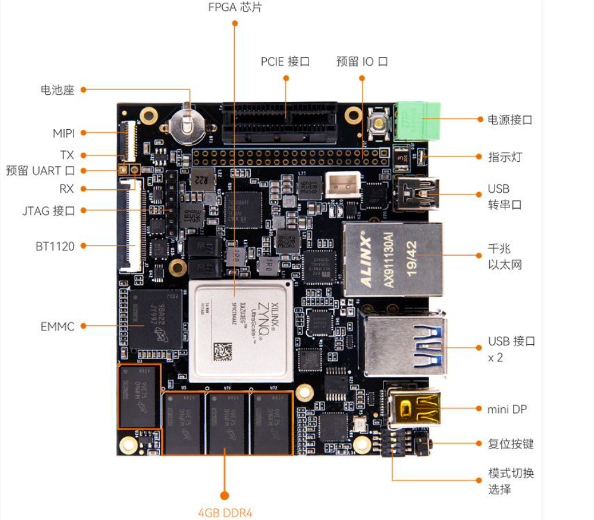 FPGA 芯片
PCIE 接口
预留 IO 口
电池座
电源接口
MIPI
TX
指示灯
预留 UART 口
RX
USB
转串口
JTAG 接口
BT1120
千兆
以太网
ALINX
AX911130AI
19/42
XILINX
ZYNQ
UltraScale+
EMMC
USB 接口
x 2
mini DP
复位按键
模式切换
选择
4GB DDR4